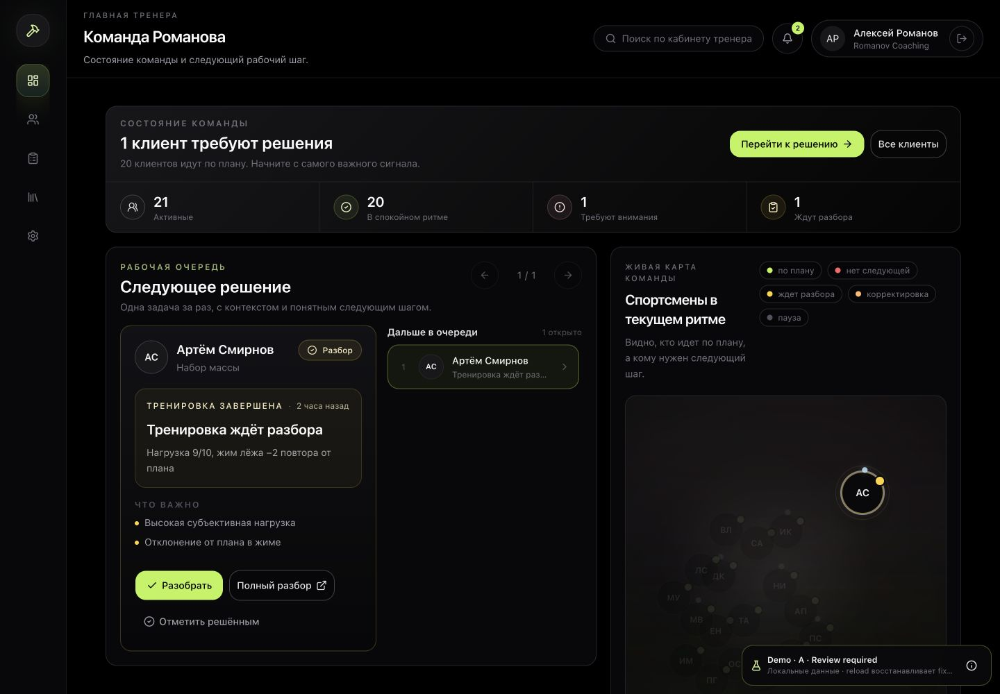 ГЛАВНАЯ ТРЕНЕРА
Команда Романова
Состояние команды и следующий рабочий шаг.
Поиск по кабинету тренера
2
АР
Алексей Романов
Romanov Coaching
СОСТОЯНИЕ КОМАНДЫ
1 клиент требуют решения
20 клиентов идут по плану. Начните с самого важного сигнала.
Перейти к решению
Все клиенты
21
Активные
20
В спокойном ритме
1
Требуют внимания
1
Ждут разбора
РАБОЧАЯ ОЧЕРЕДЬ
Следующее решение
Одна задача за раз, с контекстом и понятным следующим шагом.
1 / 1
АС
Артём Смирнов
Набор массы
Разбор
ТРЕНИРОВКА ЗАВЕРШЕНА · 2 часа назад
Тренировка ждёт разбора
Нагрузка 9/10, жим лёжа −2 повтора от
плана
ЧТО ВАЖНО
Высокая субъективная нагрузка
Отклонение от плана в жиме
Разобрать
Полный разбор
Отметить решённым
Дальше в очереди
1 открыто
1
АС
Артём Смирнов
Тренировка ждёт раз...
ЖИВАЯ КАРТА
КОМАНДЫ
Спортсмены в
текущем ритме
Видно, кто идет по плану,
а кому нужен следующий
шаг.
по плану
нет следующей
ждет разбора
корректировка
пауза
АС
ВЛ
ИК
СА
ЛС
ДК
НИ
МУ
АП
МВ
ТА
ЕН
ПС
ИМ
ОС
ПГ
Demo · A · Review required
Локальные данные · reload восстанавливает fix...